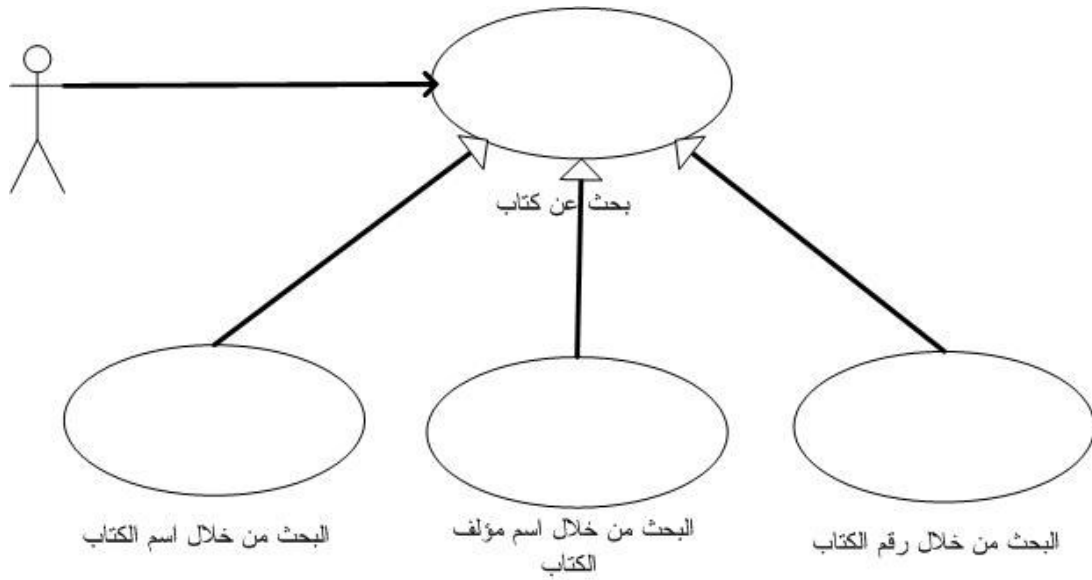 بحث عن كتاب
البحث من خلال اسم الكتاب
البحث من خلال اسم مؤلف
الكتاب
البحث من خلال رقم الكتاب